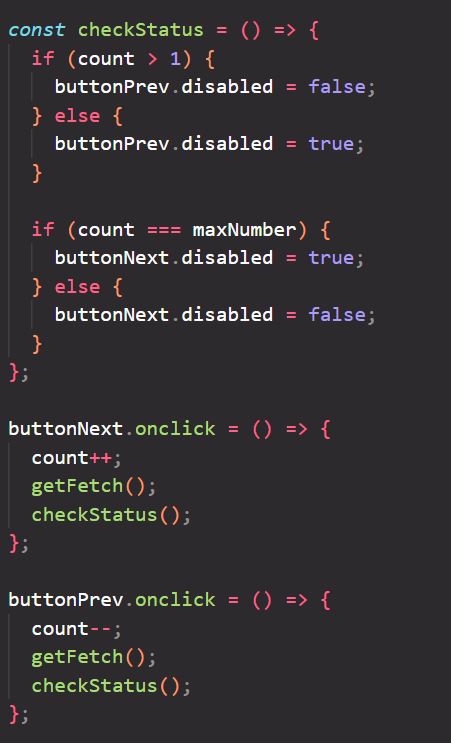 const checkStatus = () => {
  if (count > 1) {
    buttonPrev.disabled = false;
  } else {
    buttonPrev.disabled = true;
  }

  if (count === maxNumber) {
    buttonNext.disabled = true;
  } else {
    buttonNext.disabled = false;
  }
};

buttonNext.onclick = () => {
  count++;
  getFetch();
  checkStatus();
};

buttonPrev.onclick = () => {
  count--;
  getFetch();
  checkStatus();
};